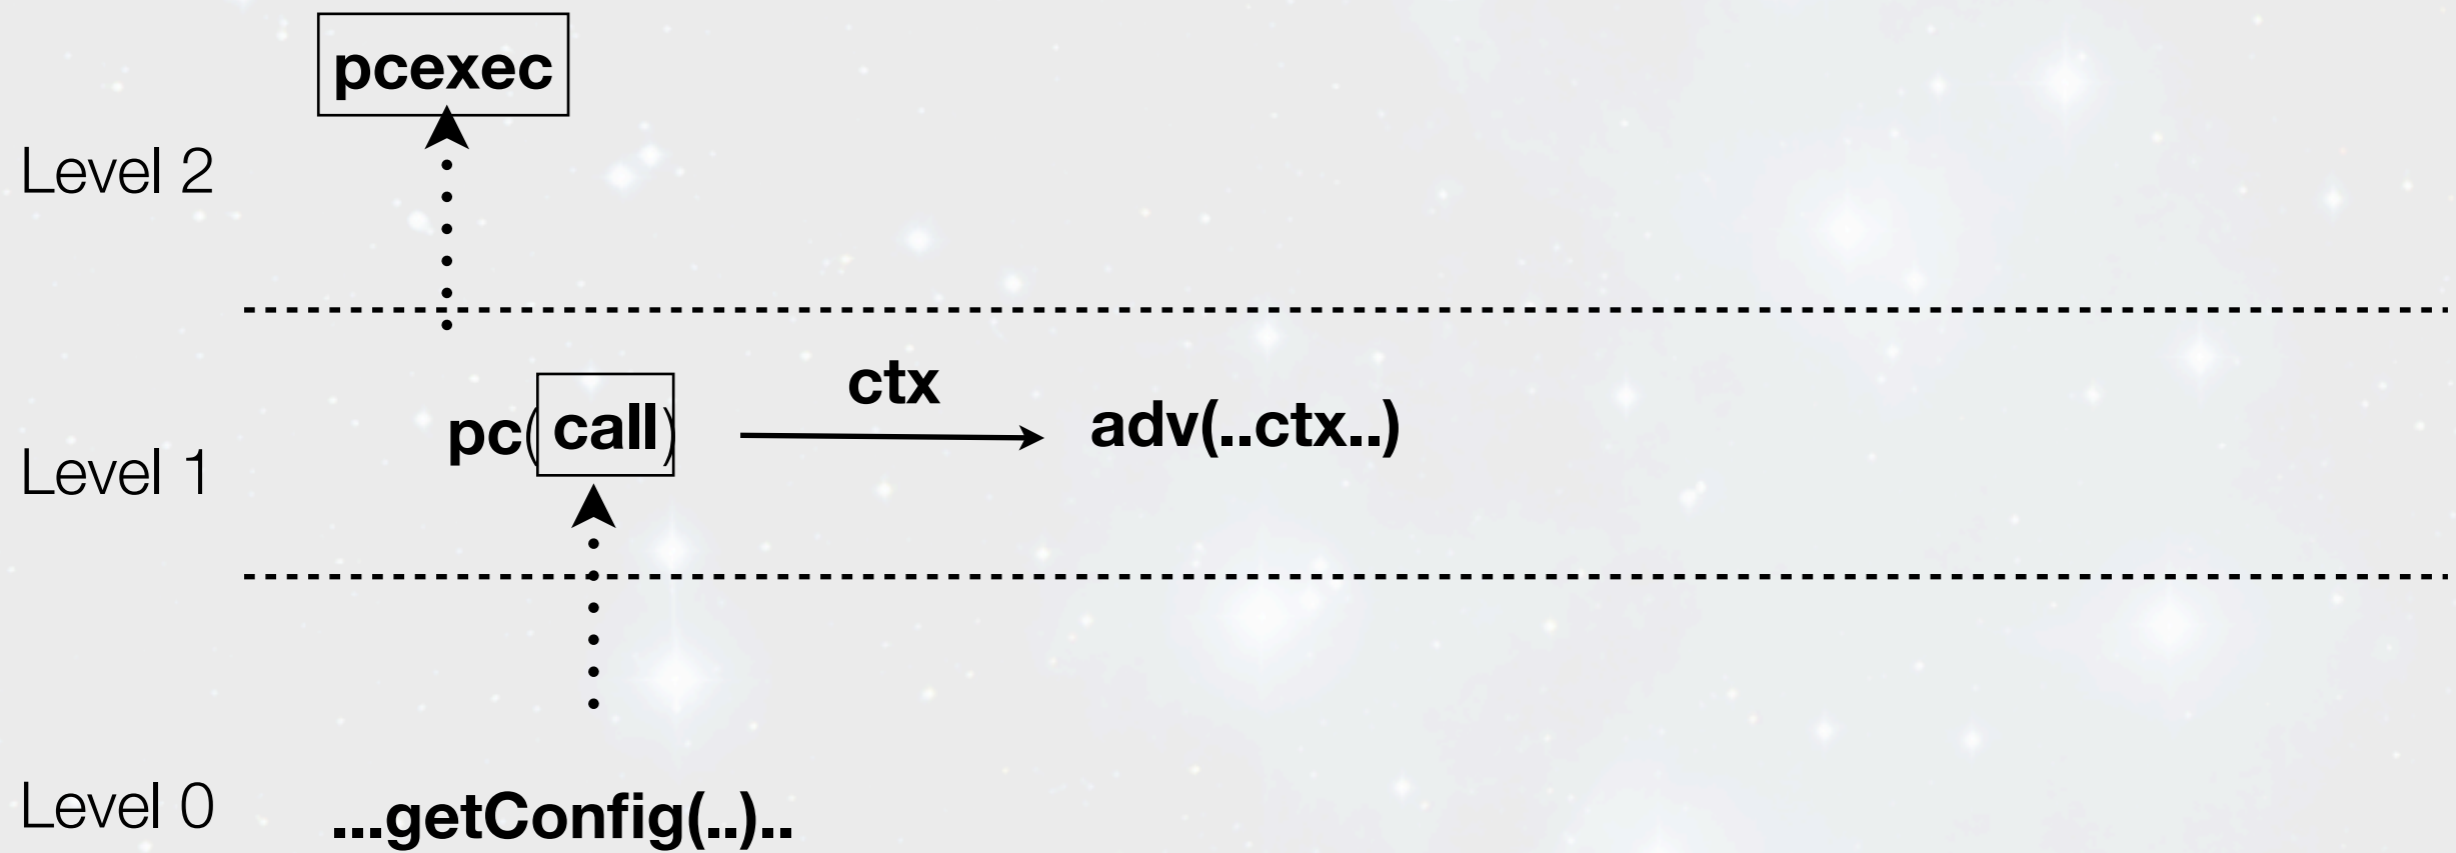 pcexec
Level 2
ctx
pc( call)
adv(..ctx..)
Level 1
Level 0
...getConfig(..)..